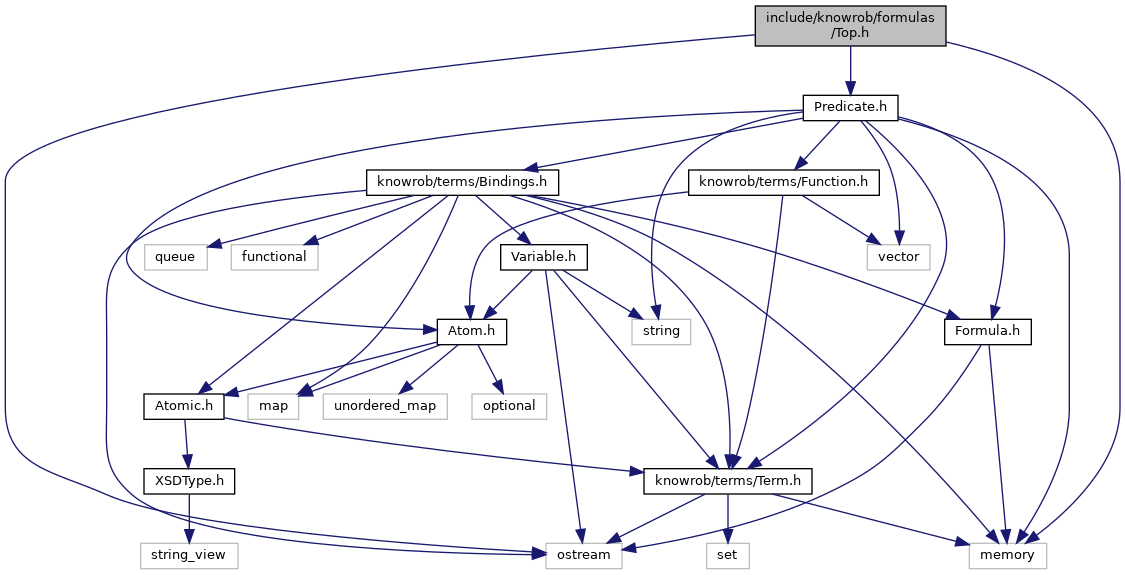 include/knowrob/formulas
/Top.h
Predicate.h
knowrob/terms/Bindings.h
knowrob/terms/Function.h
queue
functional
Variable.h
vector
Atom.h
string
Formula.h
Atomic.h
map
unordered_map
optional
XSDType.h
knowrob/terms/Term.h
string_view
ostream
set
memory